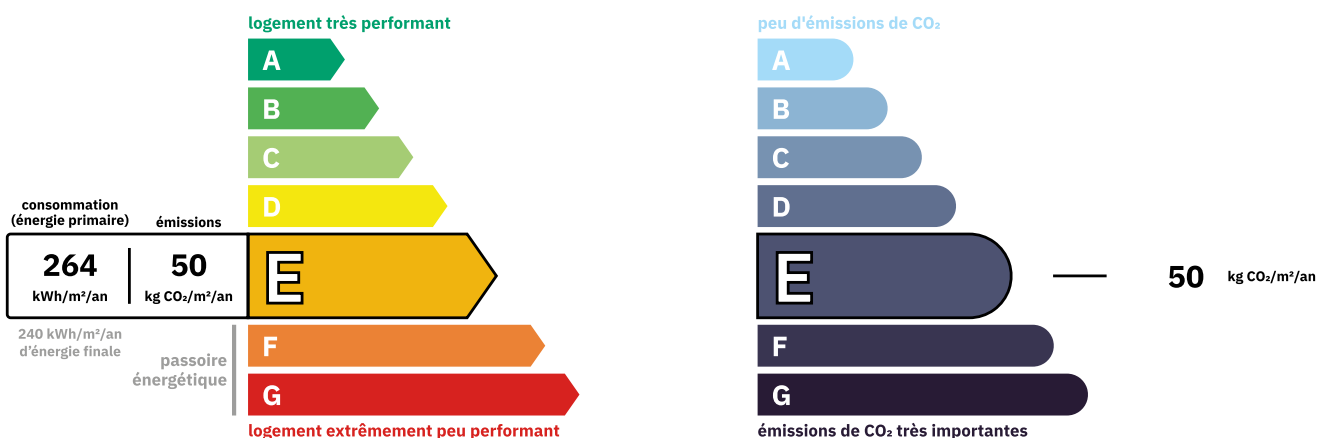 logement très performant
A
B
C
D
consommation
(énergie primaire)
émissions
264
kWh/m²/an
50
kg CO₂/m²/an
E
240 kWh/m²/an
d'énergie finale
passoire
énergétique
F
G
logement extrêmement peu performant
peu d'émissions de CO₂
A
B
C
D
E
50 kg CO₂/m²/an
F
G
émissions de CO₂ très importantes